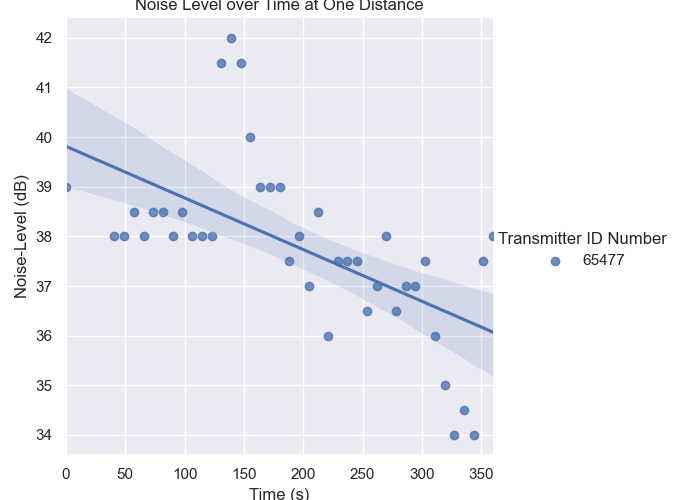 Noise Level over Time at One Distance
42
41
40
39
38
37
36
35
34
Noise-Level (dB)
0 50 100 150 200 250 300 350
Time (s)
Transmitter ID Number
65477